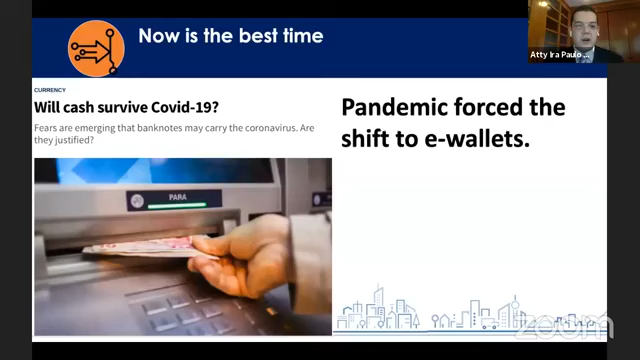 Now is the best time
Atty Ira Paulo ...
CURRENCY
Will cash survive Covid-19?
Fears are emerging that banknotes may carry the coronavirus. Are
they justified?
PARA
Pandemic forced the
shift to e-wallets.
zoom